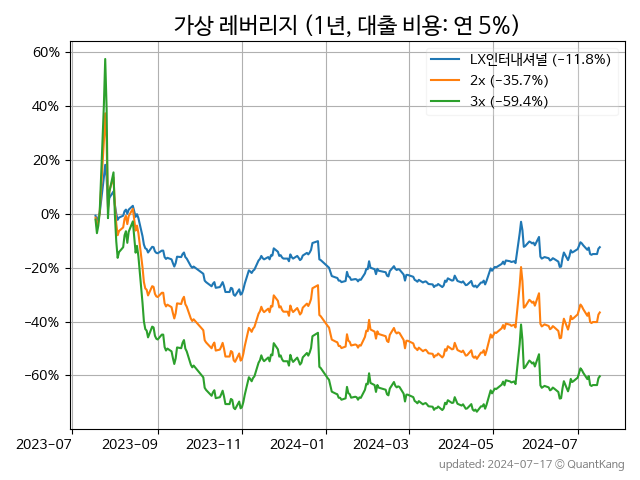 가상 레버리지 (1년, 대출 비용: 연 5%)
60%
40%
20%
0%
−20%
−40%
−60%
LX인터내셔널 (−11.8%)
2x (−35.7%)
3x (−59.4%)
2023-07 2023-09 2023-11 2024-01 2024-03 2024-05 2024-07
updated: 2024-07-17 © QuantKang